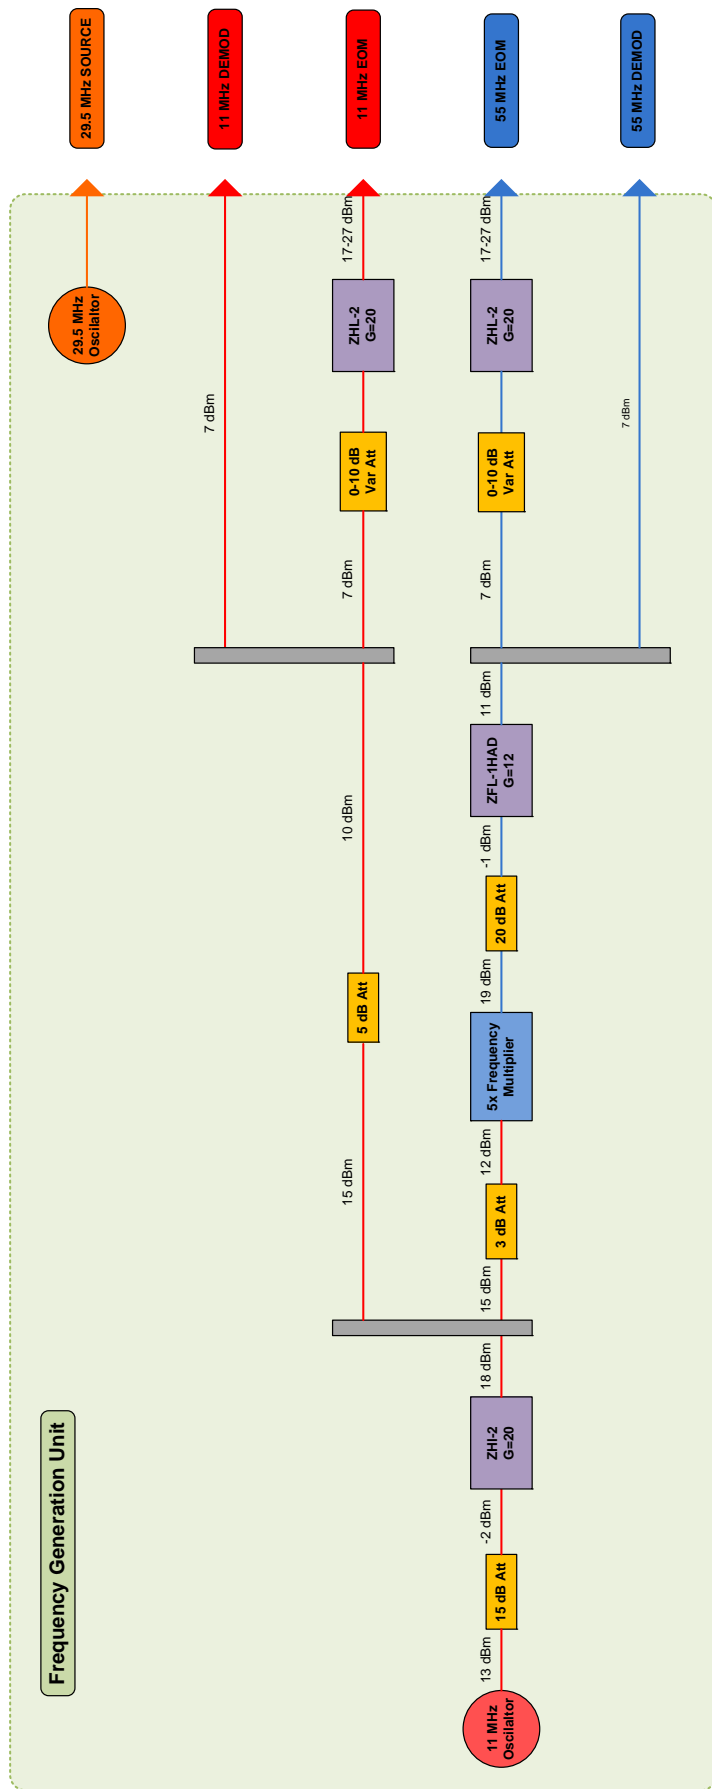 Frequency Generation Unit
29.5 MHz
Oscilaltor
29.5 MHz SOURCE
7 dBm
11 MHz DEMOD
15 dBm
5 dB Att
10 dBm
7 dBm
0-10 dB
Var Att
ZHL-2
G=20
17-27 dBm
11 MHz EOM
11 MHz
Oscilaltor
13 dBm
15 dB Att
-2 dBm
ZHl-2
G=20
18 dBm
15 dBm
3 dB Att
12 dBm
5x Frequency
Multiplier
19 dBm
20 dB Att
-1 dBm
ZFL-1HAD
G=12
11 dBm
7 dBm
0-10 dB
Var Att
ZHL-2
G=20
17-27 dBm
55 MHz EOM
7 dBm
55 MHz DEMOD